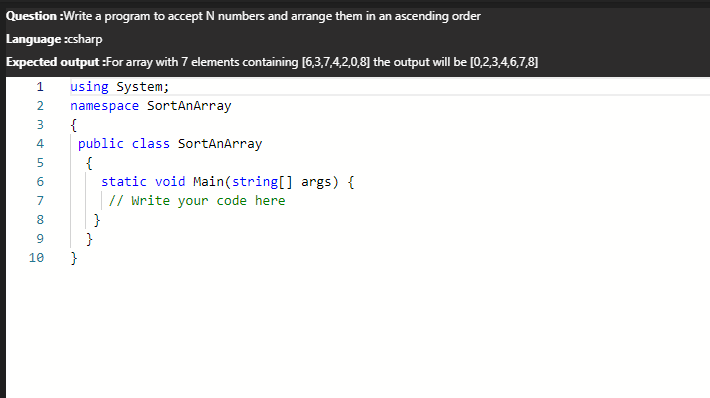 Question :Write a program to accept N numbers and arrange them in an ascending order
Language :csharp
Expected output :For array with 7 elements containing [6,3,7,4,2,0,8] the output will be [0,2,3,4,6,7,8]
1 using System;
2 namespace SortAnArray
3 {
4 public class SortAnArray
5 {
6 static void Main(string[] args) {
7 // Write your code here
8 }
9 }
10 }